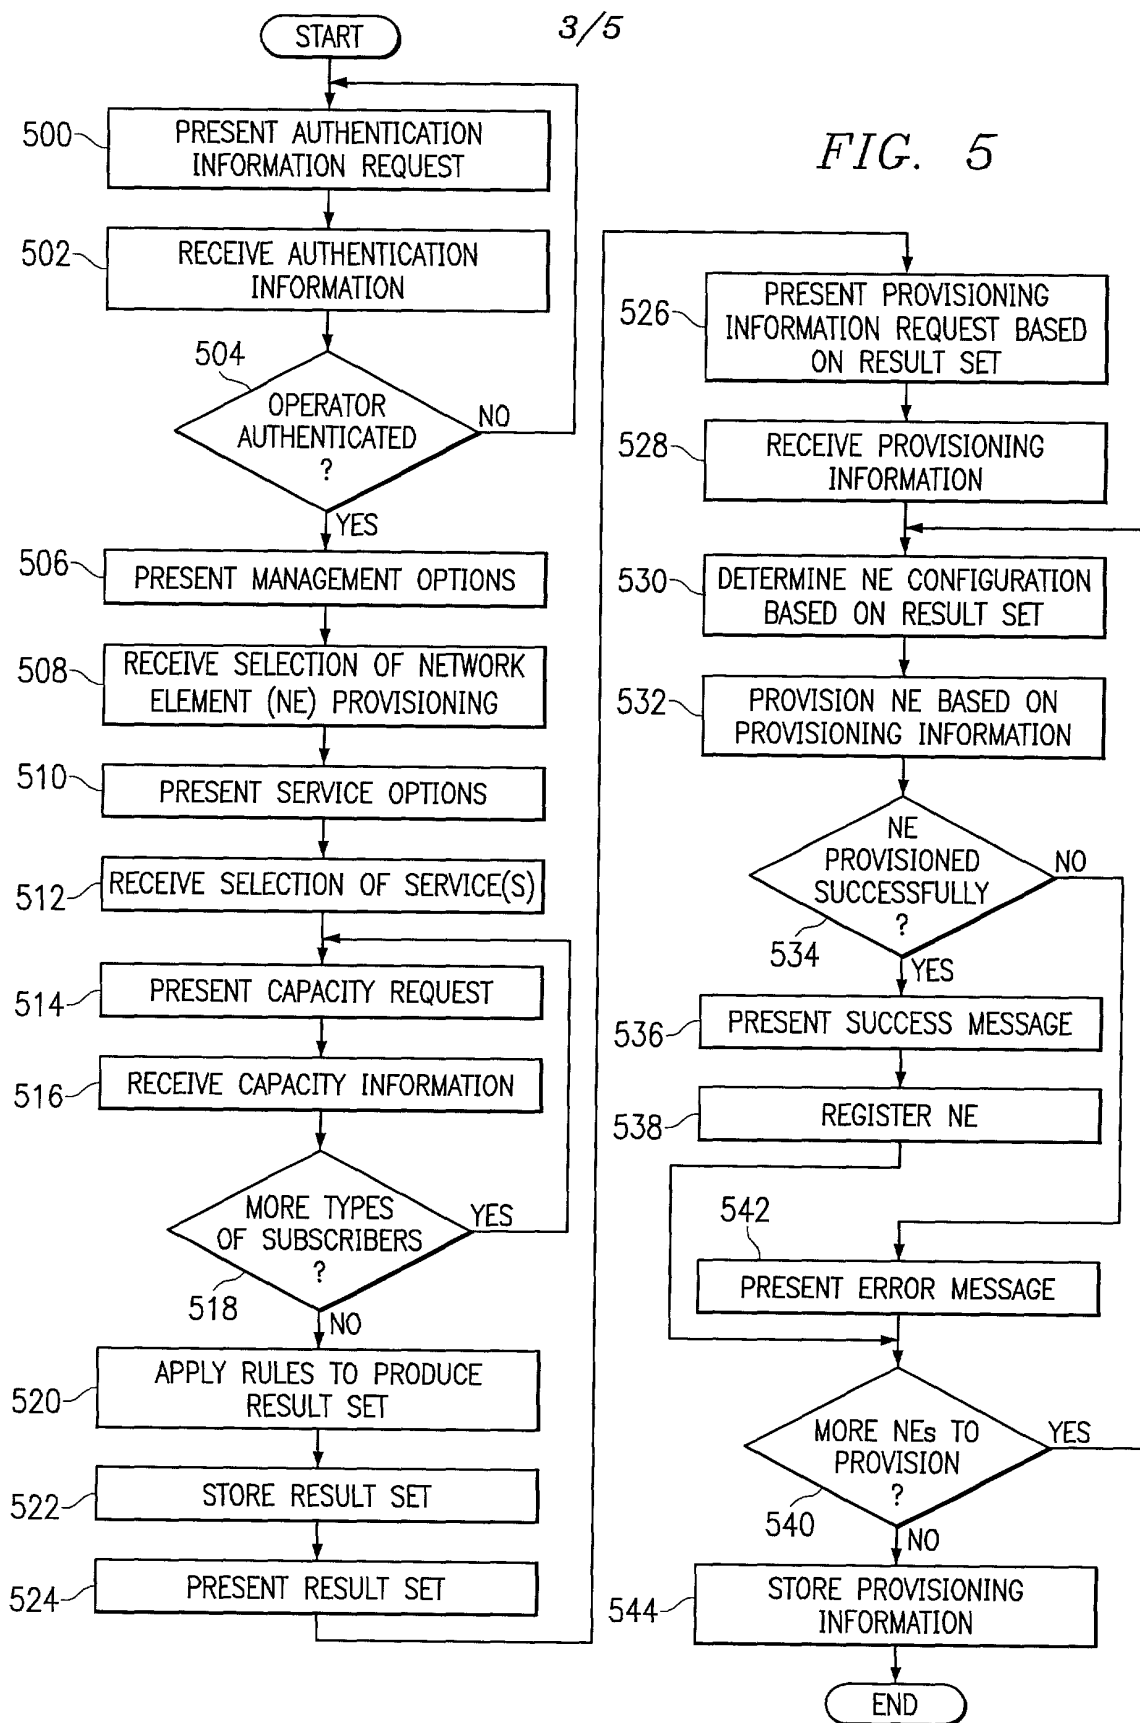 3/5
FIG. 5
START
500
PRESENT AUTHENTICATION
INFORMATION REQUEST
502
RECEIVE AUTHENTICATION
INFORMATION
504
OPERATOR
AUTHENTICATED
?
NO
YES
506
PRESENT MANAGEMENT OPTIONS
508
RECEIVE SELECTION OF NETWORK
ELEMENT (NE) PROVISIONING
510
PRESENT SERVICE OPTIONS
512
RECEIVE SELECTION OF SERVICE(S)
514
PRESENT CAPACITY REQUEST
516
RECEIVE CAPACITY INFORMATION
MORE TYPES
OF SUBSCRIBERS
?
YES
518
NO
520
APPLY RULES TO PRODUCE
RESULT SET
522
STORE RESULT SET
524
PRESENT RESULT SET
526
PRESENT PROVISIONING
INFORMATION REQUEST BASED
ON RESULT SET
528
RECEIVE PROVISIONING
INFORMATION
530
DETERMINE NE CONFIGURATION
BASED ON RESULT SET
532
PROVISION NE BASED ON
PROVISIONING INFORMATION
NE
PROVISIONED
SUCCESSFULLY
?
NO
534
YES
536
PRESENT SUCCESS MESSAGE
538
REGISTER NE
542
PRESENT ERROR MESSAGE
MORE NEs TO
PROVISION
?
YES
540
NO
544
STORE PROVISIONING
INFORMATION
END